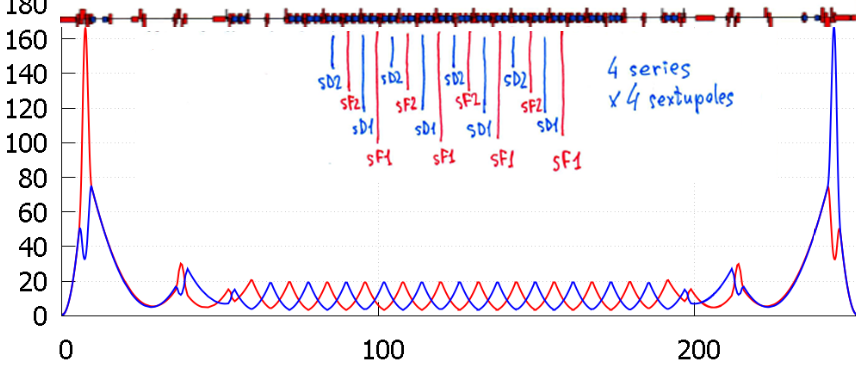 180
160
140
120
100
80
60
40
20
0
0
100
200
SD2
SF2
SD1
SF1
SD2
SF2
SD1
SF1
SD2
SF2
SD1
SF1
SD2
SF2
SD1
SF1
4 series
x 4 sextupoles